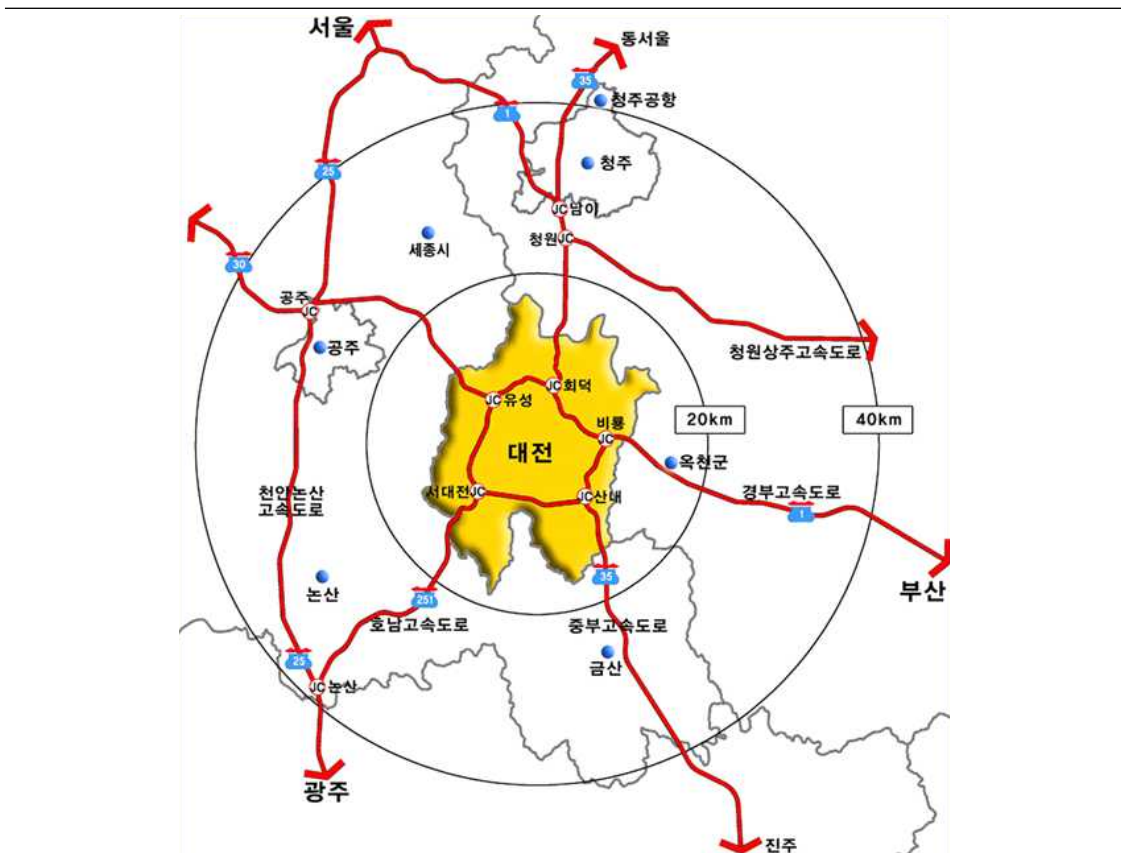 서울
동서울
35
청주공항
1
청주
25
JC 남이
청원 JC
세종시
30
공주
JC
공주
청원상주고속도로
JC 회덕
JC 유성
비룡
JC
20km
40km
대전
옥천군
서대전 JC
JC 산내
천안논산
고속도로
경부고속도로
1
논산
35
부산
251
호남고속도로
중부고속도로
금산
25
JC 논산
광주
진주